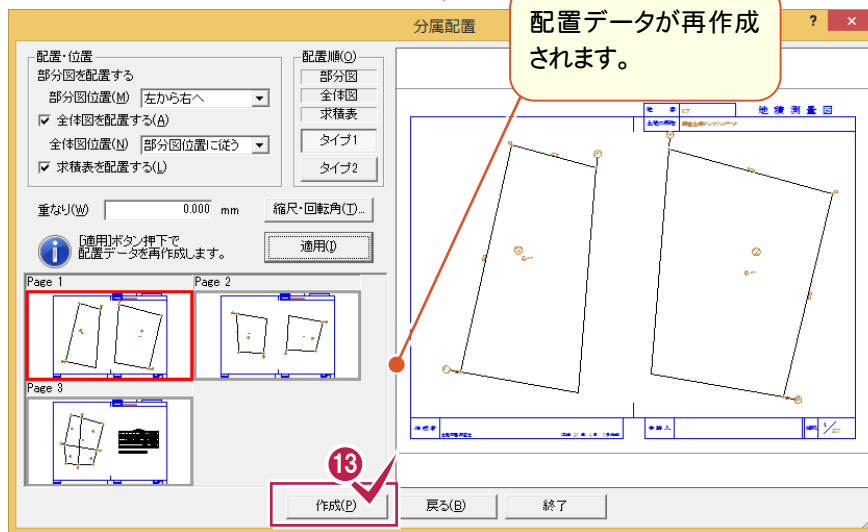 分属配置
? ×
配置データが再作成
されます。
配置・位置
部分図を配置する
部分図位置(M) 左から右へ
全体図を配置する(A)
全体図位置(N) 部分図位置に従う
求積表を配置する(L)
配置順(O)
部分図
全体図
求積表
タイプ1
タイプ2
重なり(W) 0.000 mm
縮尺・回転角(T)...
[適用]ボタン押下で
配置データを再作成します。
適用(I)
Page 1
Page 2
Page 3
地積測量図
13
作成(P)
戻る(B)
終了